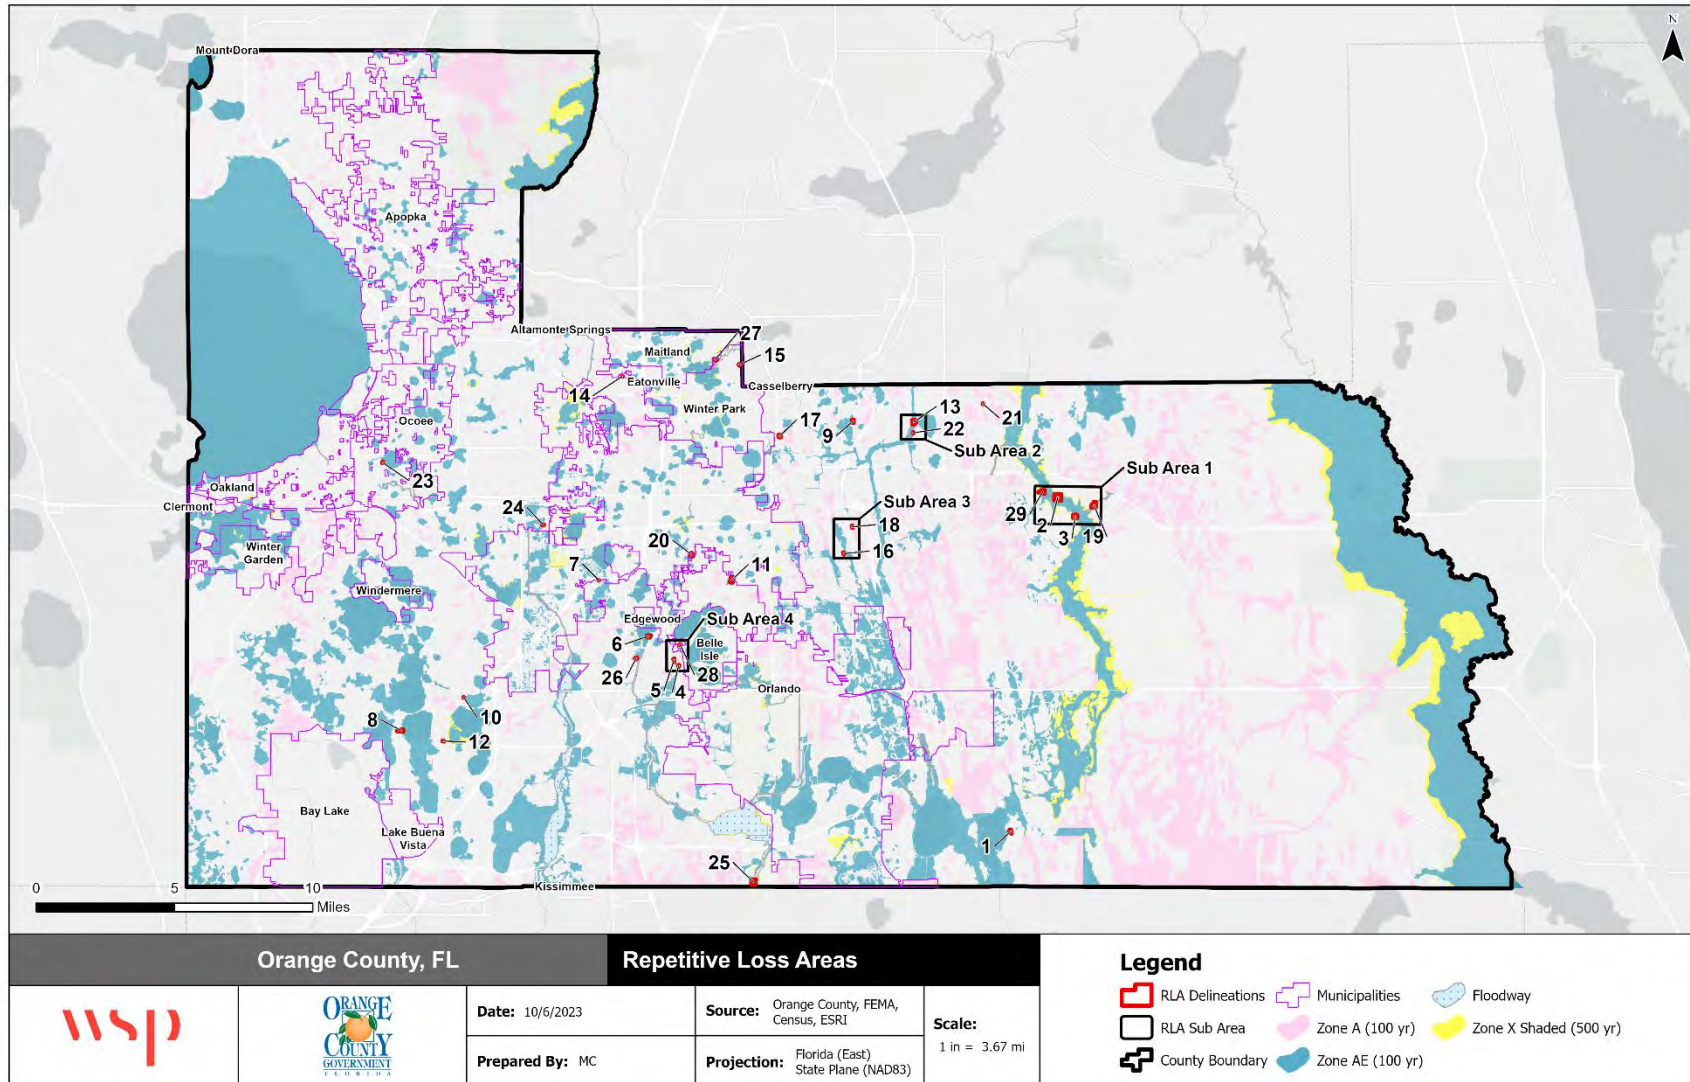 N
Mount Dora
Apopka
Altamonte Springs
27
Maitland
15
Eatonville
Casselberry
14
Winter Park
Ocoee
17
9
13
22
21
Sub Area 2
Sub Area 1
23
Oakland
Clermont
24
Sub Area 3
18
29
2
3
19
Winter
Garden
20
16
7
11
Windermere
Edgewood
Sub Area 4
6
Belle
Isle
26
5
4
28
Orlando
10
8
12
Bay Lake
Lake Buena
Vista
1
25
Kissimmee
0
5
10
Miles
Orange County, FL
Repetitive Loss Areas
wsp
ORANGE
COUNTY
GOVERNMENT
FLORIDA
Date: 10/6/2023
Prepared By: MC
Source: Orange County, FEMA,
Census, ESRI
Projection: Florida (East)
State Plane (NAD83)
Scale:
1 in = 3.67 mi
Legend
RLA Delineations
Municipalities
Floodway
RLA Sub Area
Zone A (100 yr)
Zone X Shaded (500 yr)
County Boundary
Zone AE (100 yr)